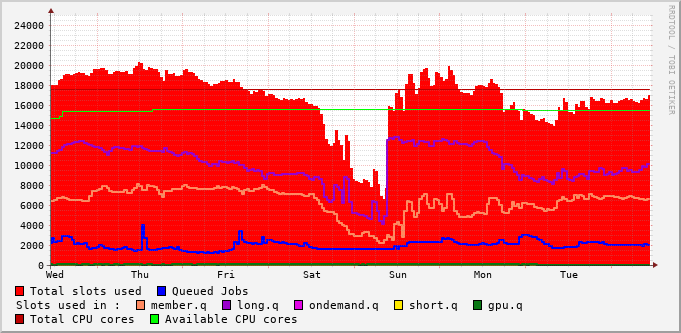 24000
22000
20000
18000
16000
14000
12000
10000
8000
6000
4000
2000
0
Wed Thu Fri Sat Sun Mon Tue
RRDTOOL / TOBI OETIKER
Total slots used Queued Jobs
Slots used in : member.q long.q ondemand.q short.q gpu.q
Total CPU cores Available CPU cores